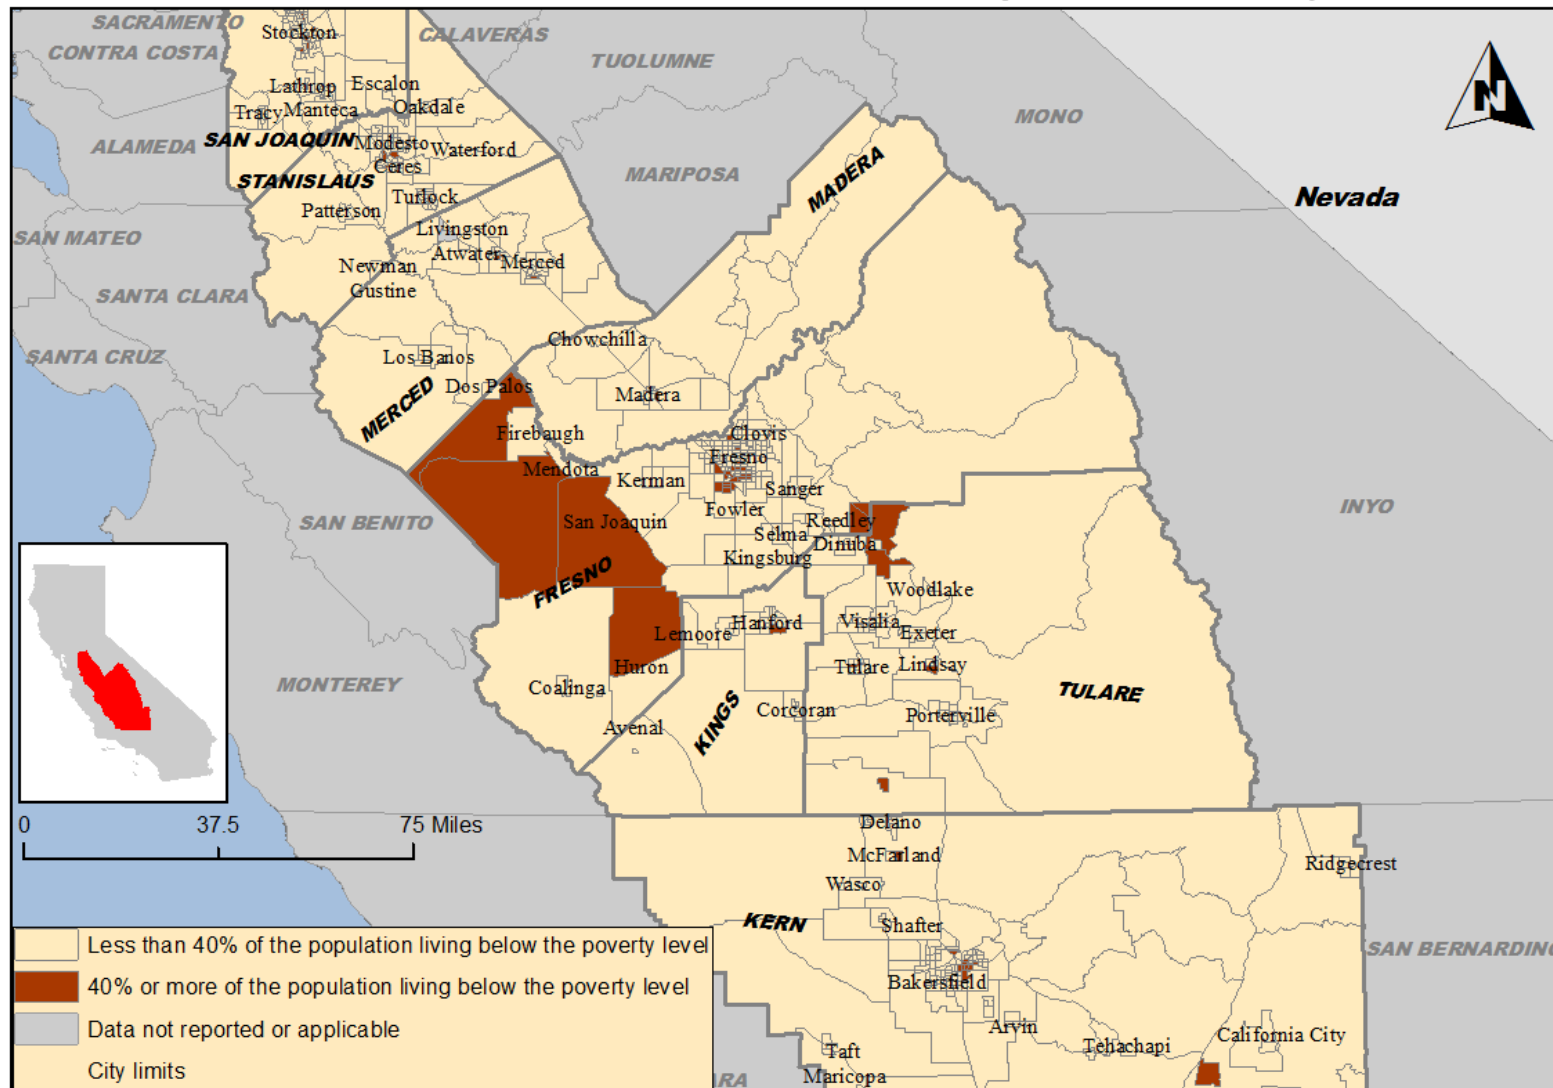 SACRAMENTO
Stockton
CALAVERAS
CONTRA COSTA
TUOLUMNE
N
Lathrop
Escalon
Tracy
Manteca
Oakdale
MONO
ALAMEDA
SAN JOAQUIN
Modesto
Waterford
Ceres
MARIPOSA
MADERA
STANISLAUS
Turlock
Nevada
Patterson
Livingston
SAN MATEO
Atwater
Merced
Newman
Gustine
SANTA CLARA
Chowchilla
SANTA CRUZ
Los Banos
Dos Palos
Madera
MERCED
Firebaugh
Clovis
Fresno
Mendota
Kerman
Sanger
INYO
Fowler
SAN BENITO
San Joaquin
Reedley
Selma
Dinuba
Kingsburg
FRESNO
Woodlake
Lemoore
Hanford
Visalia
Exeter
Huron
Tulare
Lindsay
MONTEREY
Coalinga
TULARE
KINGS
Corcoran
Porterville
Avenal
0 37.5 75 Miles
Delano
McFarland
Ridgecrest
Wasco
KERN
Shafter
SAN BERNARDINO
Bakersfield
Arvin
California City
Tehachapi
Taft
Maricopa
ARA
Less than 40% of the population living below the poverty level
40% or more of the population living below the poverty level
Data not reported or applicable
City limits